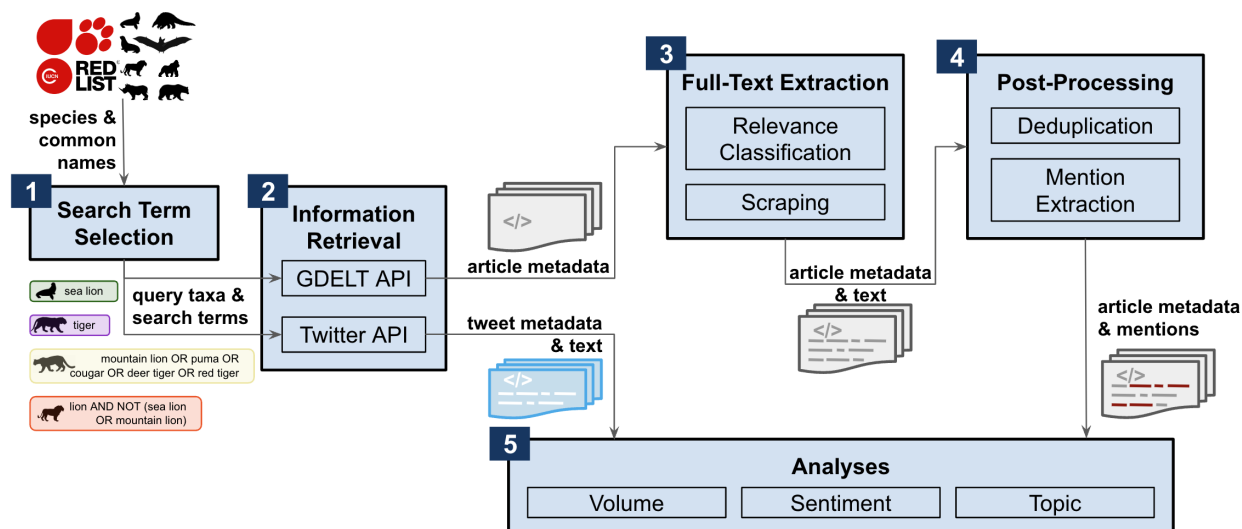 IUCN
RED
LIST
species &
common
names
1
Search Term
Selection
sea lion
tiger
mountain lion OR puma OR
cougar OR deer tiger OR red tiger
lion AND NOT (sea lion
OR mountain lion)
query taxa &
search terms
2
Information
Retrieval
GDELT API
Twitter API
</>
article metadata
tweet metadata
& text
</>
3
Full-Text Extraction
Relevance
Classification
Scraping
article metadata
& text
</>
4
Post-Processing
Deduplication
Mention
Extraction
article metadata
& mentions
</>
5
Analyses
Volume
Sentiment
Topic